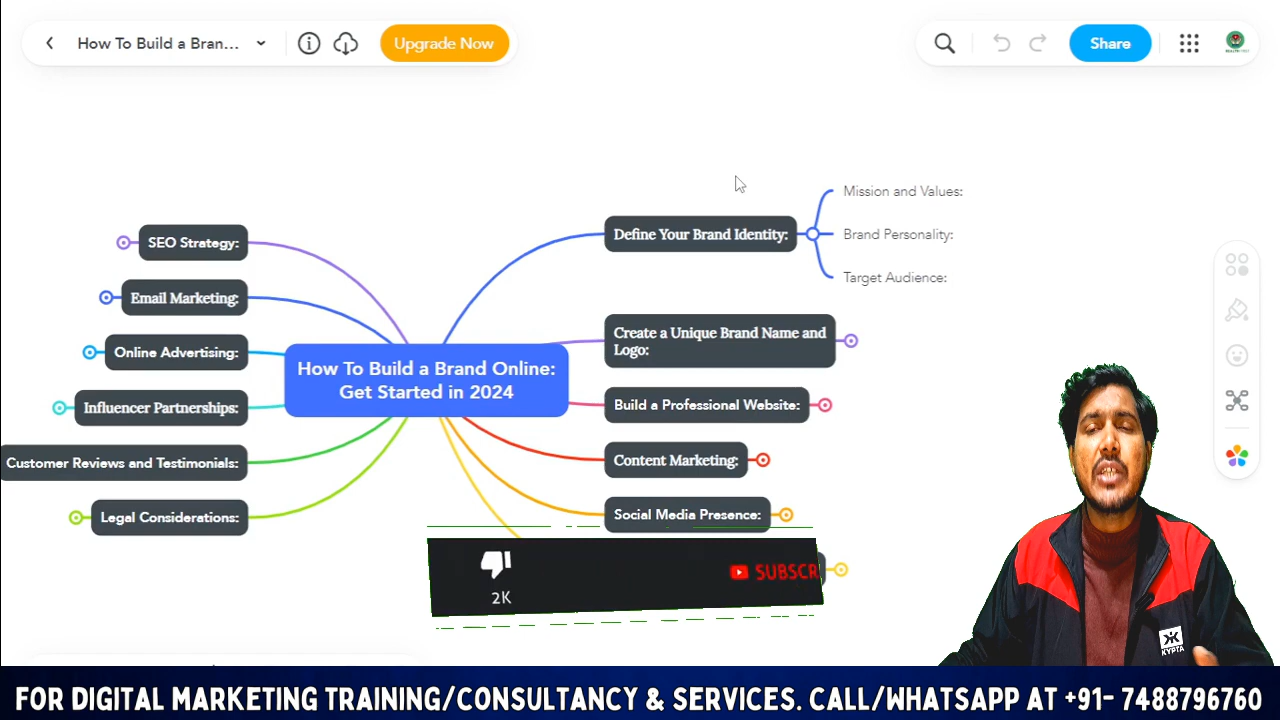 How To Build a Bran...
Upgrade Now
Share
Mission and Values:
Define Your Brand Identity:
Brand Personality:
Target Audience:
SEO Strategy:
Email Marketing:
Create a Unique Brand Name and
Logo:
Online Advertising:
How To Build a Brand Online:
Get Started in 2024
Build a Professional Website:
Influencer Partnerships:
Content Marketing:
Customer Reviews and Testimonials:
Social Media Presence:
Legal Considerations:
2K
SUBSCR
KYPTA
FOR DIGITAL MARKETING TRAINING/CONSULTANCY & SERVICES. CALL/WHATSAPP AT +91- 7488796760